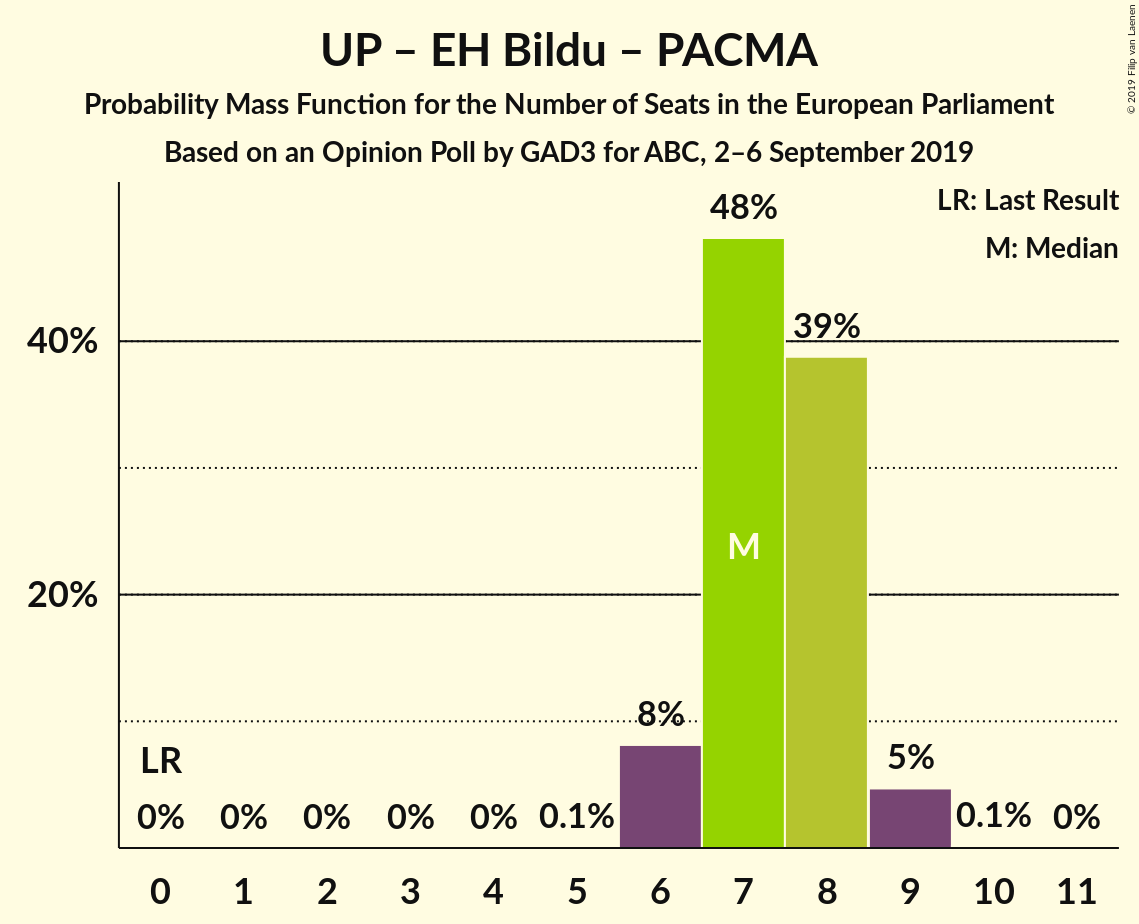 UP – EH Bildu – PACMA
Probability Mass Function for the Number of Seats in the European Parliament
Based on an Opinion Poll by GAD3 for ABC, 2–6 September 2019
© 2019 Filip van Laenen
LR: Last Result
M: Median
48%
39%
40%
M
20%
8%
5%
LR
0% 0% 0% 0% 0% 0.1% 0.1% 0%
0 1 2 3 4 5 6 7 8 9 10 11